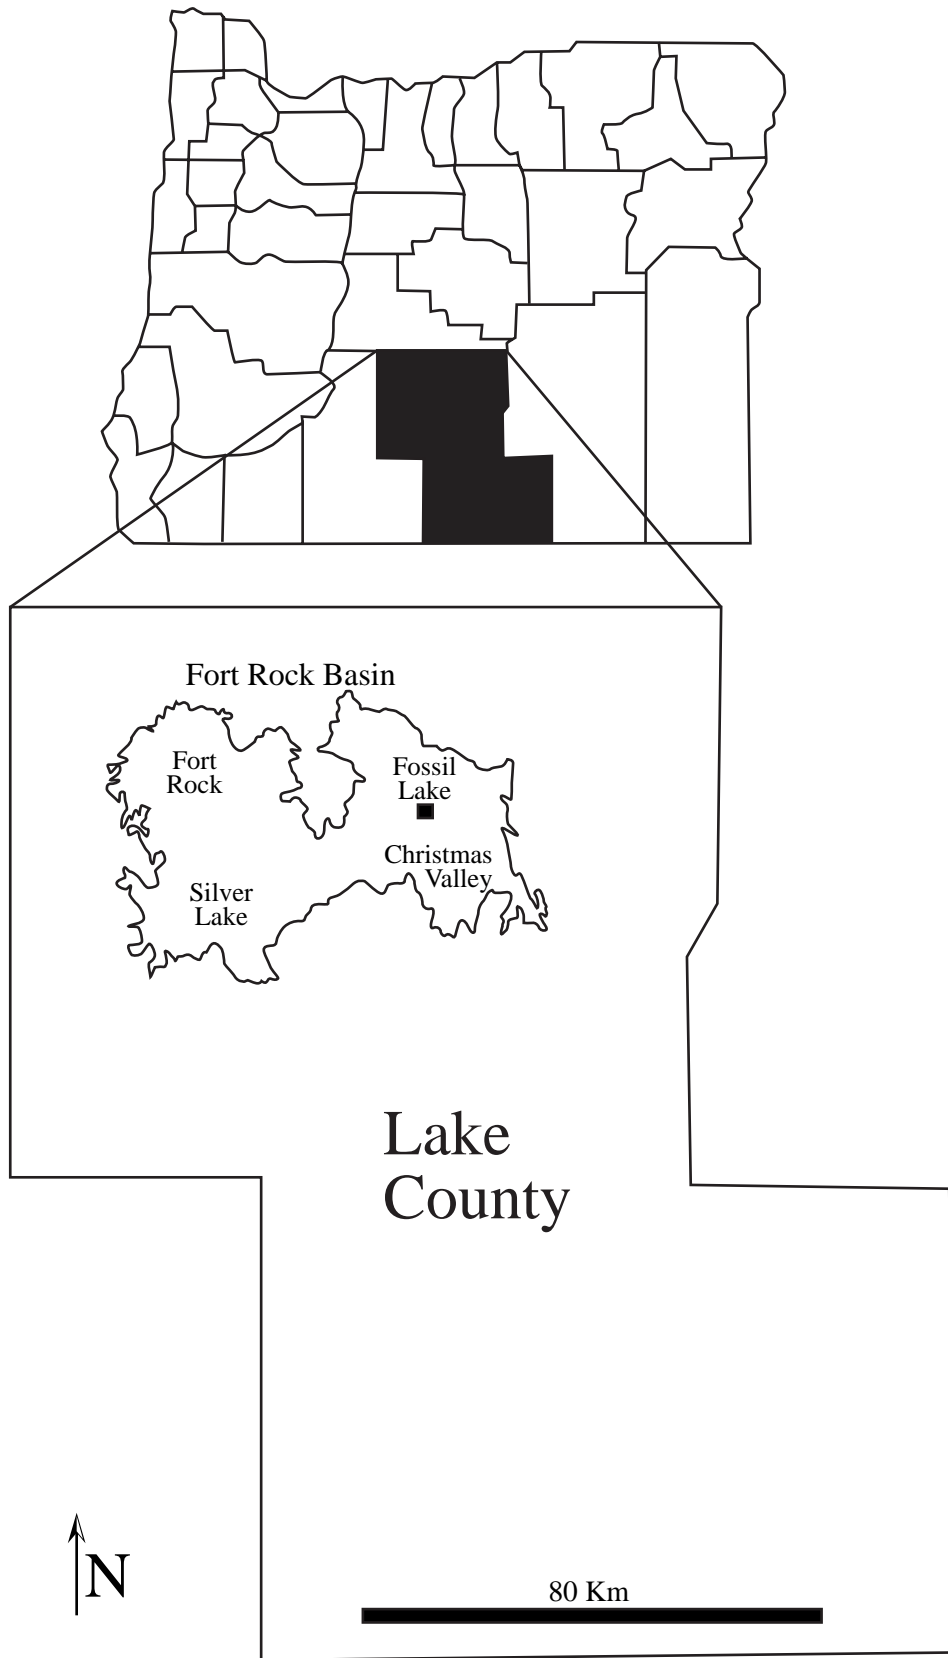 Fort Rock Basin
Fort
Rock
Fossil
Lake
Christmas
Valley
Silver
Lake
Lake
County
N
80 Km